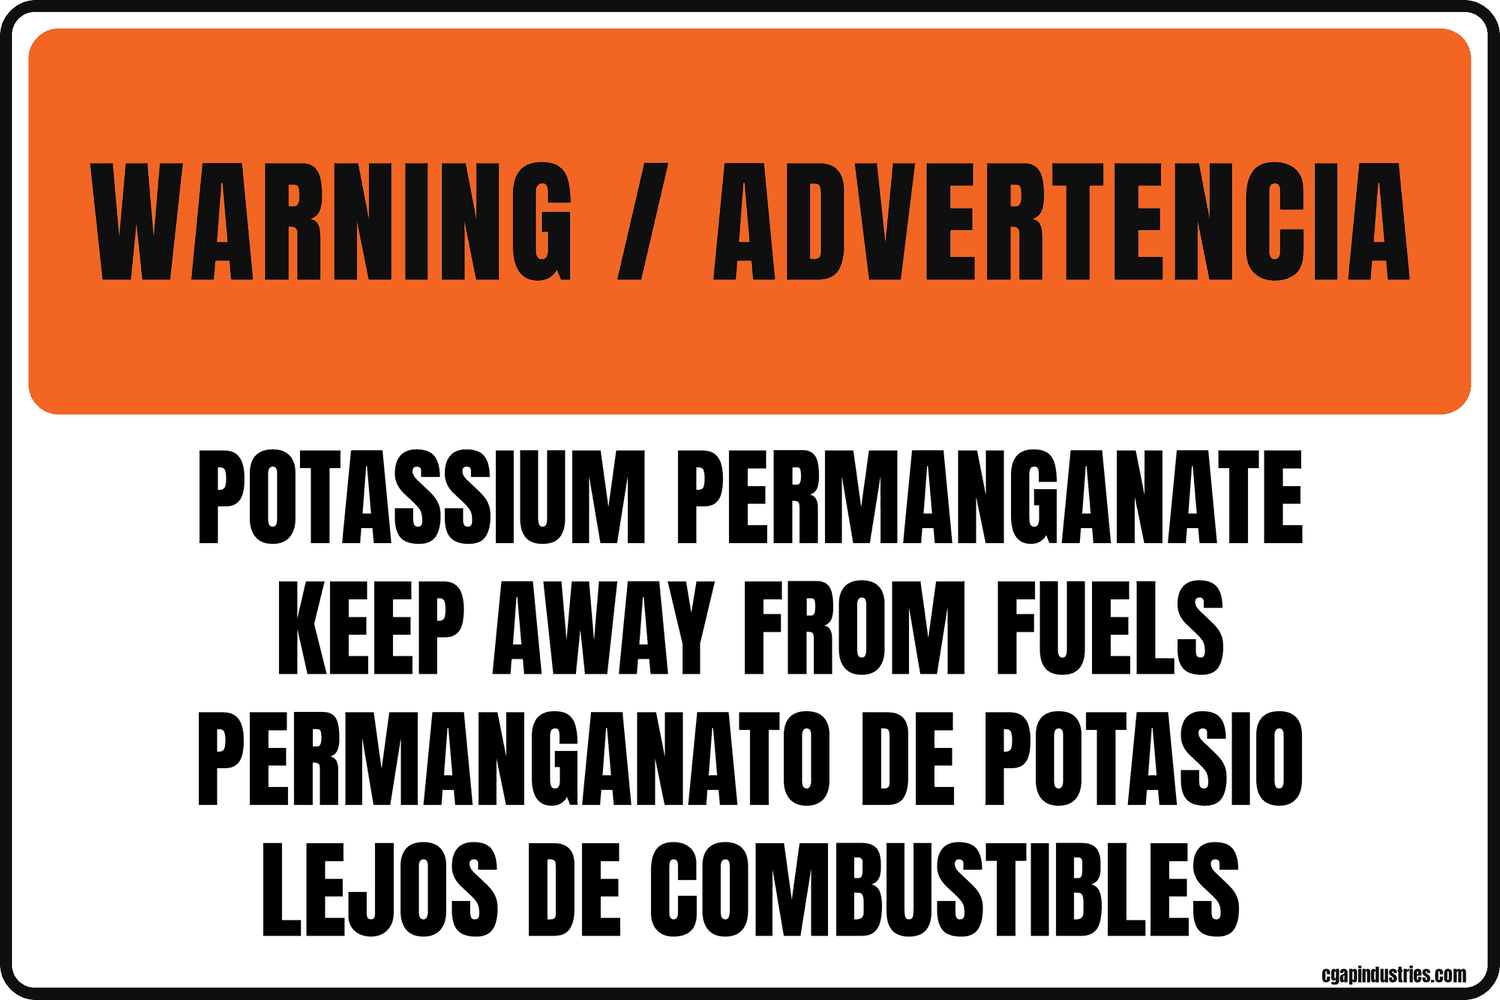 WARNING / ADVERTENCIA
POTASSIUM PERMANGANATE
KEEP AWAY FROM FUELS
PERMANGANATO DE POTASIO
LEJOS DE COMBUSTIBLES
cgapindustries.com